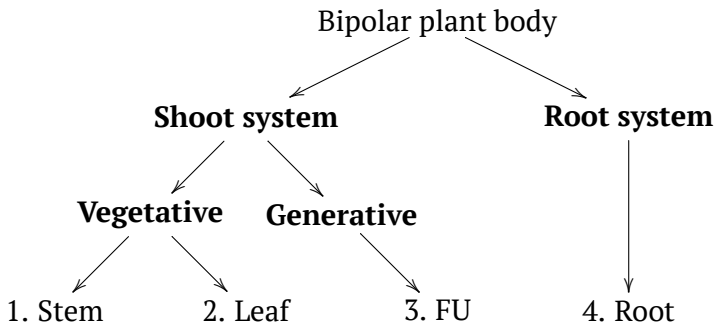 Bipolar plant body
Shoot system
Root system
Vegetative
Generative
1. Stem
2. Leaf
3. FU
4. Root